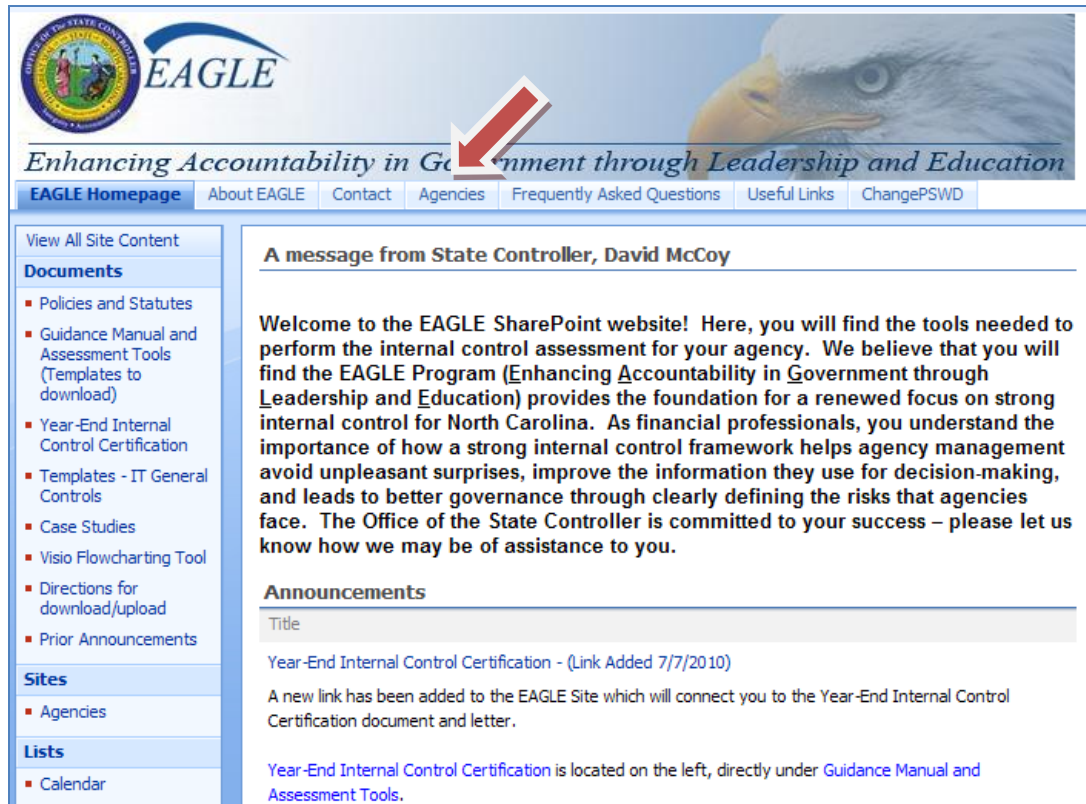 OFFICE OF THE STATE CONTROLLER
EAGLE
Enhancing Accountability in Government through Leadership and Education
EAGLE Homepage About EAGLE Contact Agencies Frequently Asked Questions Useful Links ChangePSWD
View All Site Content
Documents
Policies and Statutes
Guidance Manual and
Assessment Tools
(Templates to
download)
Year-End Internal
Control Certification
Templates - IT General
Controls
Case Studies
Visio Flowcharting Tool
Directions for
download/upload
Prior Announcements
Sites
Agencies
Lists
Calendar
A message from State Controller, David McCoy
Welcome to the EAGLE SharePoint website! Here, you will find the tools needed to
perform the internal control assessment for your agency. We believe that you will
find the EAGLE Program (Enhancing Accountability in Government through
Leadership and Education) provides the foundation for a renewed focus on strong
internal control for North Carolina. As financial professionals, you understand the
importance of how a strong internal control framework helps agency management
avoid unpleasant surprises, improve the information they use for decision-making,
and leads to better governance through clearly defining the risks that agencies
face. The Office of the State Controller is committed to your success – please let us
know how we may be of assistance to you.
Announcements
Title
Year-End Internal Control Certification - (Link Added 7/7/2010)
A new link has been added to the EAGLE Site which will connect you to the Year-End Internal Control
Certification document and letter.
Year-End Internal Control Certification is located on the left, directly under Guidance Manual and
Assessment Tools.